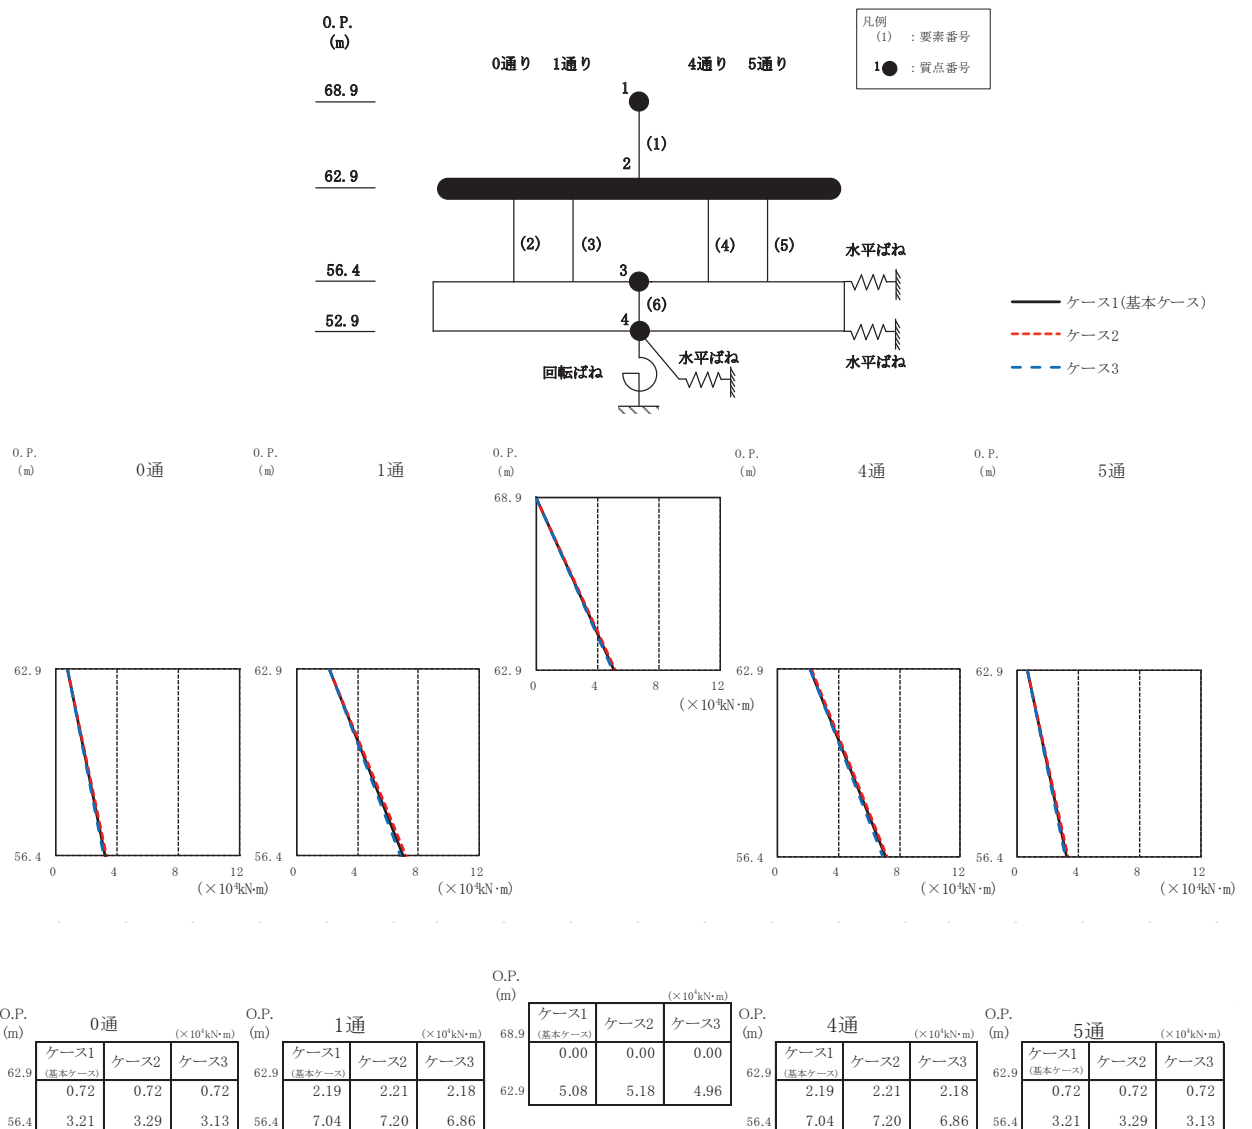 O.P.
(m)
凡例
(1) ：要素番号
1 ：質点番号
0通り 1通り 4通り 5通り
68.9
1
(1)
2
62.9
(2) (3) (4) (5)
水平ばね
56.4
3
(6)
52.9
4
水平ばね
水平ばね
回転ばね
ケース1(基本ケース)
ケース2
ケース3
O.P.
(m)
0通
O.P.
(m)
1通
O.P.
(m)
O.P.
(m)
4通
O.P.
(m)
5通
68.9
62.9
0 4 8 12
(×10⁴kN·m)
62.9
56.4
0 4 8 12
(×10⁴kN·m)
62.9
56.4
0 4 8 12
(×10⁴kN·m)
62.9
56.4
0 4 8 12
(×10⁴kN·m)
62.9
56.4
0 4 8 12
(×10⁴kN·m)
O.P.
(m)
0通
(×10⁴kN·m)
ケース1
(基本ケース) ケース2 ケース3
62.9
0.72 0.72 0.72
56.4 3.21 3.29 3.13
O.P.
(m)
1通
(×10⁴kN·m)
ケース1
(基本ケース) ケース2 ケース3
62.9
2.19 2.21 2.18
56.4 7.04 7.20 6.86
O.P.
(m)
(×10⁴kN·m)
ケース1
(基本ケース) ケース2 ケース3
68.9
0.00 0.00 0.00
62.9 5.08 5.18 4.96
O.P.
(m)
4通
(×10⁴kN·m)
ケース1
(基本ケース) ケース2 ケース3
62.9
2.19 2.21 2.18
56.4 7.04 7.20 6.86
O.P.
(m)
5通
(×10⁴kN·m)
ケース1
(基本ケース) ケース2 ケース3
62.9
0.72 0.72 0.72
56.4 3.21 3.29 3.13